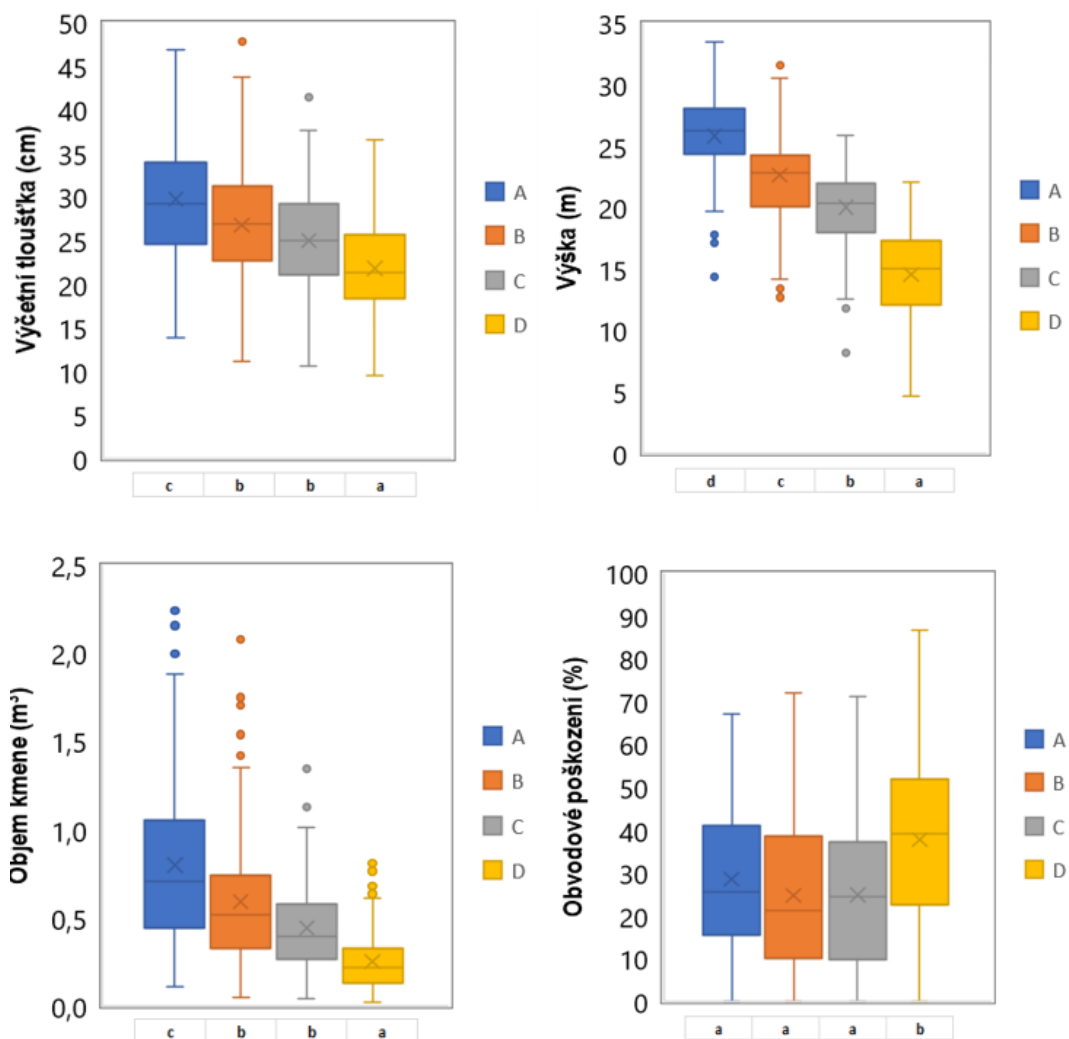 Výčetní tloušťka (cm)
50
45
40
35
30
25
20
15
10
5
0
A
B
C
D
c b b a
Výška (m)
35
30
25
20
15
10
5
0
A
B
C
D
d c b a
Objem kmene (m³)
2,5
2,0
1,5
1,0
0,5
0,0
A
B
C
D
c b b a
Obvodové poškození (%)
100
90
80
70
60
50
40
30
20
10
0
A
B
C
D
a a a b